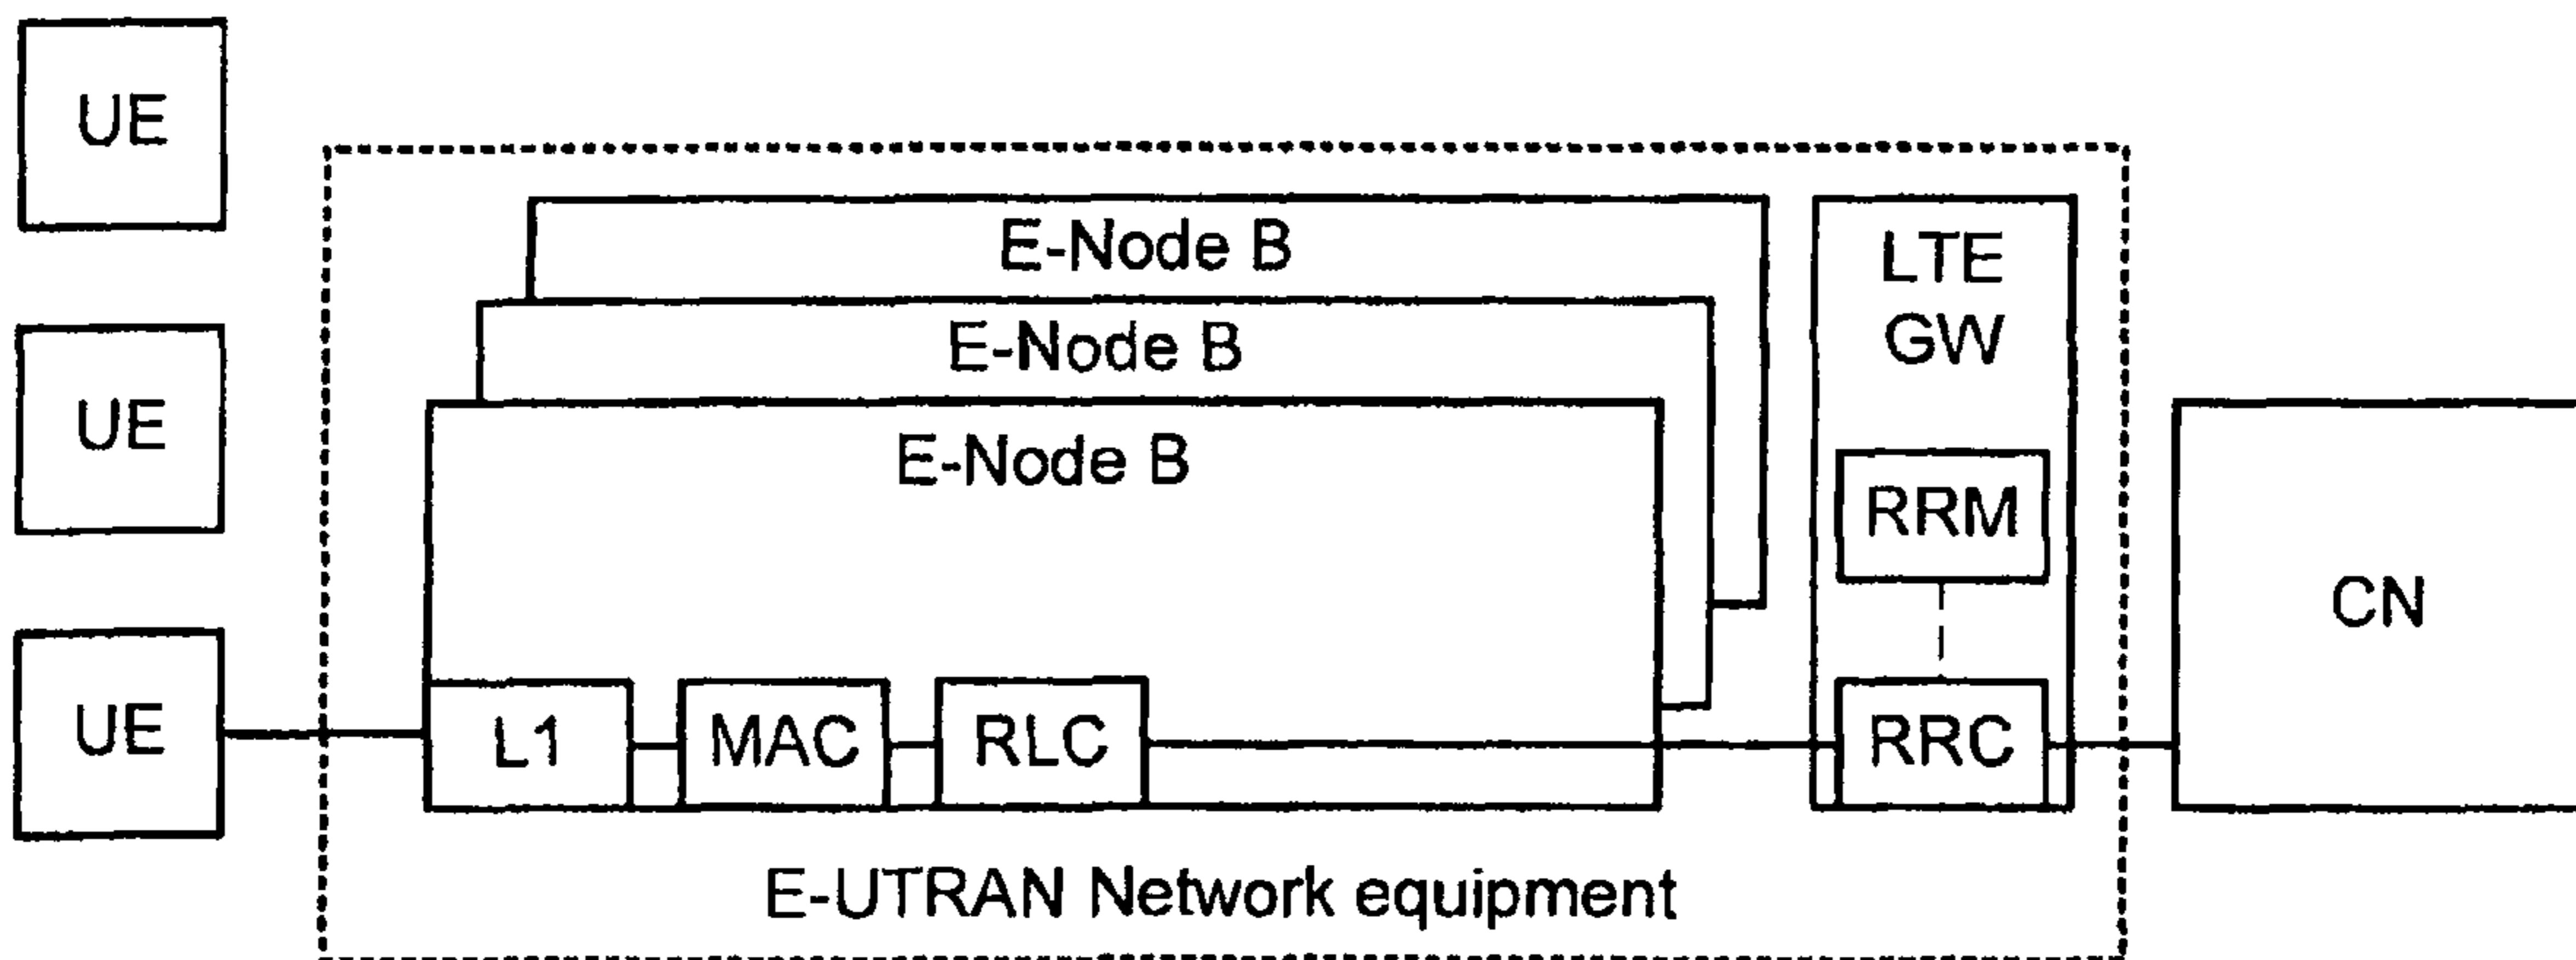 UE
UE
UE
E-Node B
E-Node B
E-Node B
L1
MAC
RLC
LTE
GW
RRM
RRC
CN
E-UTRAN Network equipment